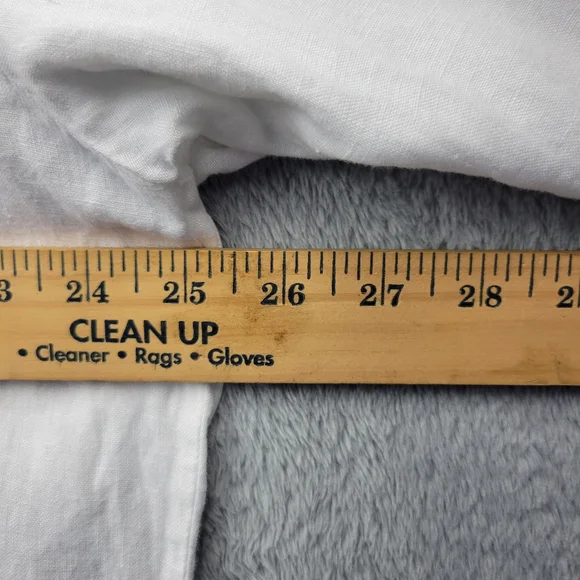 3 24 25 26 27 28 2
CLEAN UP
• Cleaner • Rags • Gloves